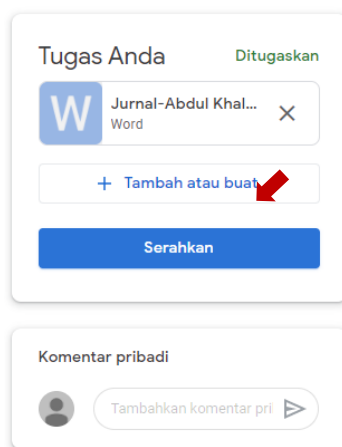 Tugas Anda Ditugaskan
W Jurnal-Abdul Khal...
Word
+ Tambah atau buat
Serahkan
Komentar pribadi
Tambahkan komentar pri